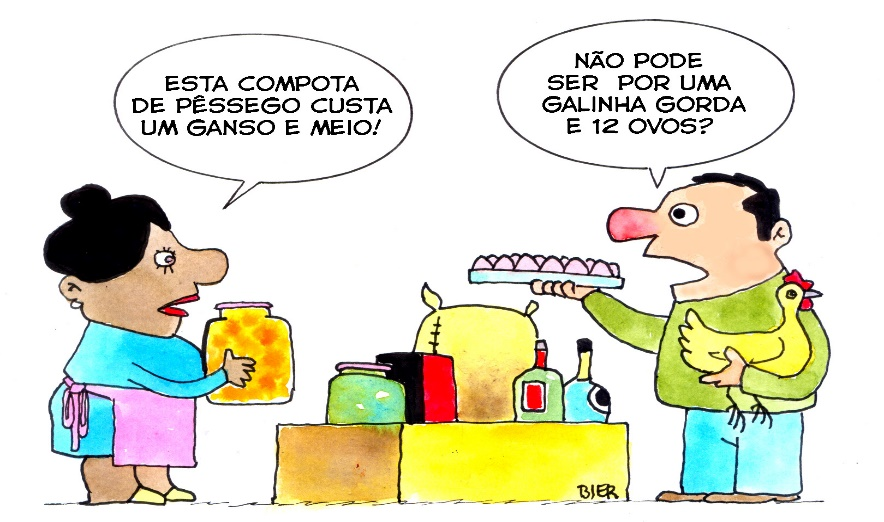 ESTA COMPOTA
DE PÊSSEGO CUSTA
UM GANSO E MEIO!
NÃO PODE
SER POR UMA
GALINHA GORDA
E 12 OVOS?
BIER